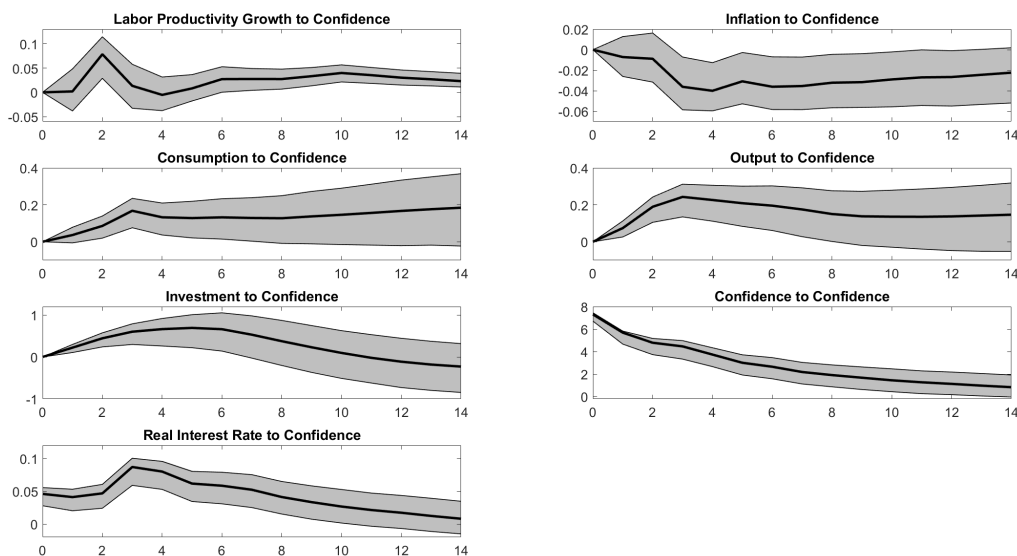 Labor Productivity Growth to Confidence
0.1
0.05
0
-0.05
0 2 4 6 8 10 12 14
Inflation to Confidence
0.02
0
-0.02
-0.04
-0.06
0 2 4 6 8 10 12 14
Consumption to Confidence
0.4
0.2
0
0 2 4 6 8 10 12 14
Output to Confidence
0.4
0.2
0
0 2 4 6 8 10 12 14
Investment to Confidence
1
0
-1
0 2 4 6 8 10 12 14
Confidence to Confidence
8
6
4
2
0
0 2 4 6 8 10 12 14
Real Interest Rate to Confidence
0.1
0.05
0
0 2 4 6 8 10 12 14